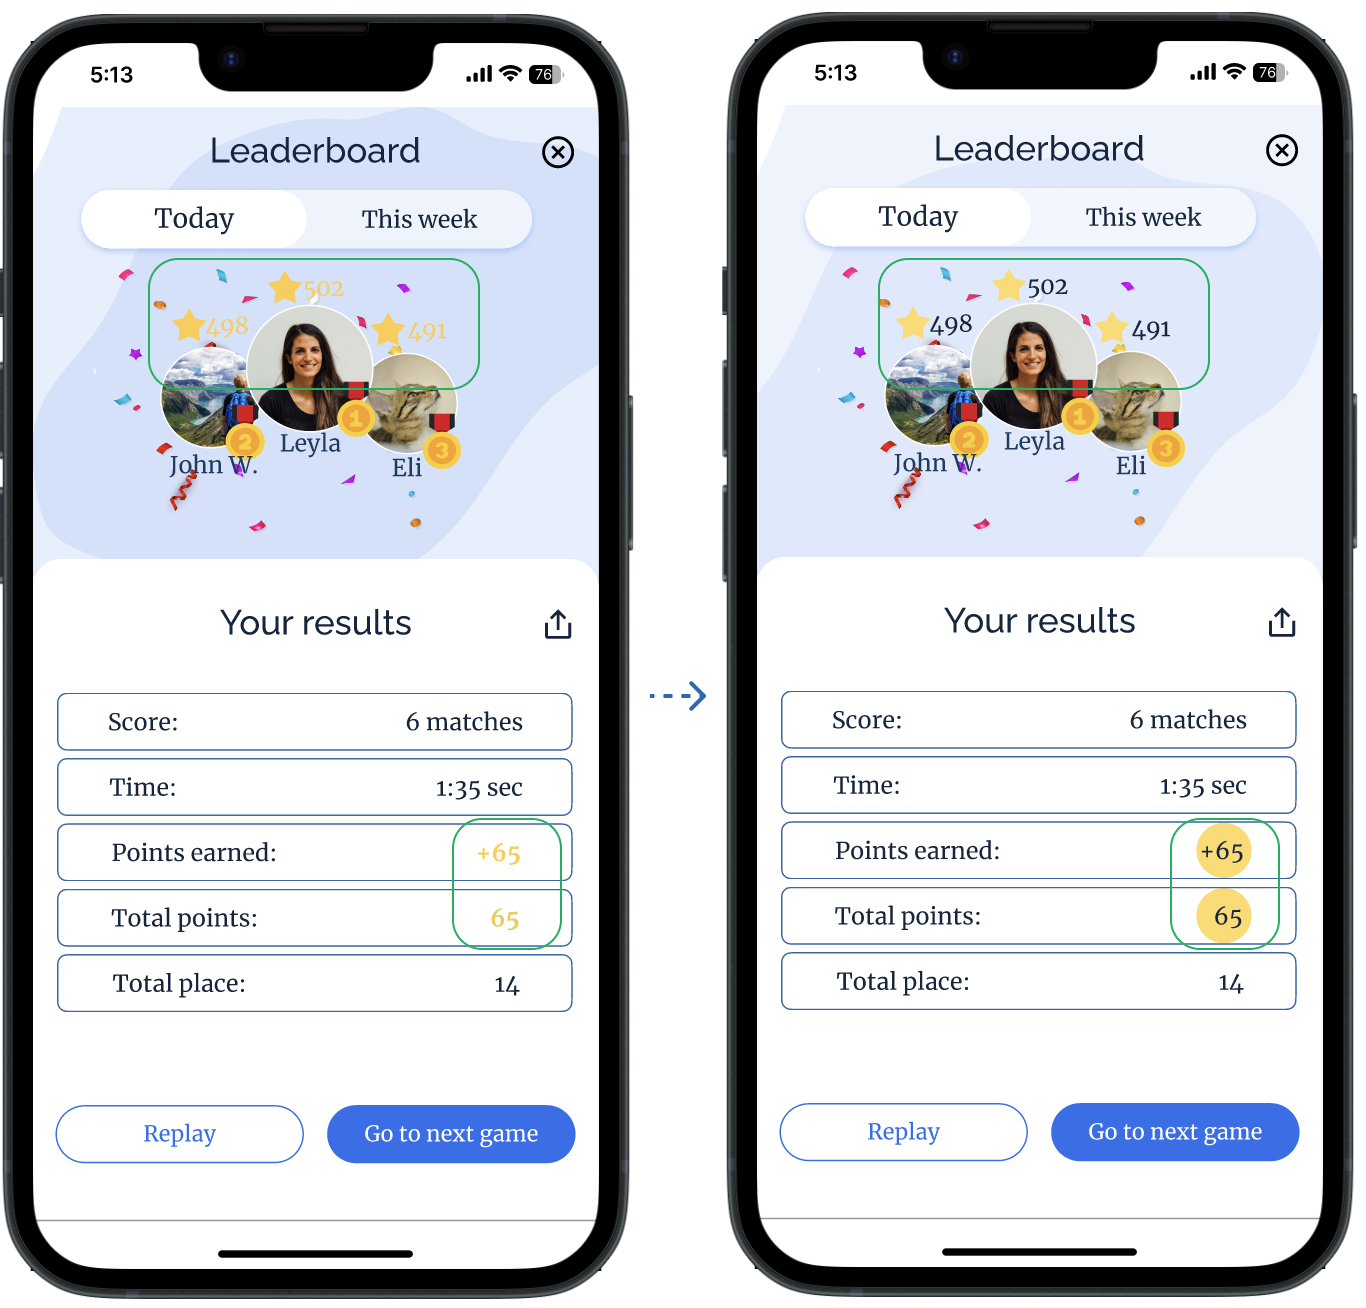 5:13
76
Leaderboard
Today
This week
502
498
491
1
2
3
Leyla
John W.
Eli
Your results
Score:
6 matches
Time:
1:35 sec
Points earned:
+65
Total points:
65
Total place:
14
Replay
Go to next game
5:13
76
Leaderboard
Today
This week
502
498
491
1
2
3
Leyla
John W.
Eli
Your results
Score:
6 matches
Time:
1:35 sec
Points earned:
+65
Total points:
65
Total place:
14
Replay
Go to next game